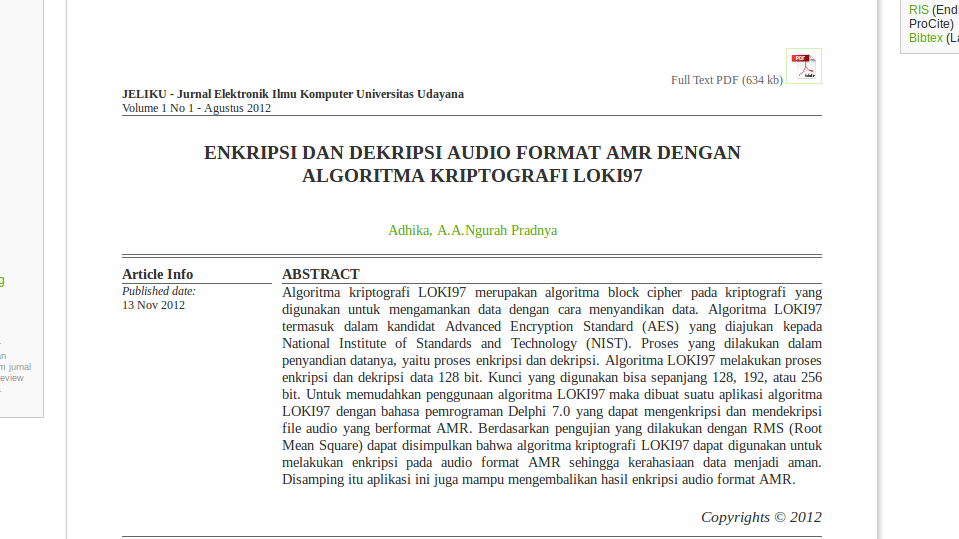 RIS (End
ProCite)
Bibtex (La
Full Text PDF (634 kb)
PDF
JELIKU - Jurnal Elektronik Ilmu Komputer Universitas Udayana
Volume 1 No 1 - Agustus 2012
ENKRIPSI DAN DEKRIPSI AUDIO FORMAT AMR DENGAN
ALGORITMA KRIPTOGRAFI LOKI97
Adhika, A.A.Ngurah Pradnya
Article Info
Published date:
13 Nov 2012
ABSTRACT
Algoritma kriptografi LOKI97 merupakan algoritma block cipher pada kriptografi yang
digunakan untuk mengamankan data dengan cara menyandikan data. Algoritma LOKI97
termasuk dalam kandidat Advanced Encryption Standard (AES) yang diajukan kepada
National Institute of Standards and Technology (NIST). Proses yang dilakukan dalam
penyandian datanya, yaitu proses enkripsi dan dekripsi. Algoritma LOKI97 melakukan proses
enkripsi dan dekripsi data 128 bit. Kunci yang digunakan bisa sepanjang 128, 192, atau 256
bit. Untuk memudahkan penggunaan algoritma LOKI97 maka dibuat suatu aplikasi algoritma
LOKI97 dengan bahasa pemrograman Delphi 7.0 yang dapat mengenkripsi dan mendekripsi
file audio yang berformat AMR. Berdasarkan pengujian yang dilakukan dengan RMS (Root
Mean Square) dapat disimpulkan bahwa algoritma kriptografi LOKI97 dapat digunakan untuk
melakukan enkripsi pada audio format AMR sehingga kerahasiaan data menjadi aman.
Disamping itu aplikasi ini juga mampu mengembalikan hasil enkripsi audio format AMR.
Copyrights © 2012
g
an
m jurnal
eview